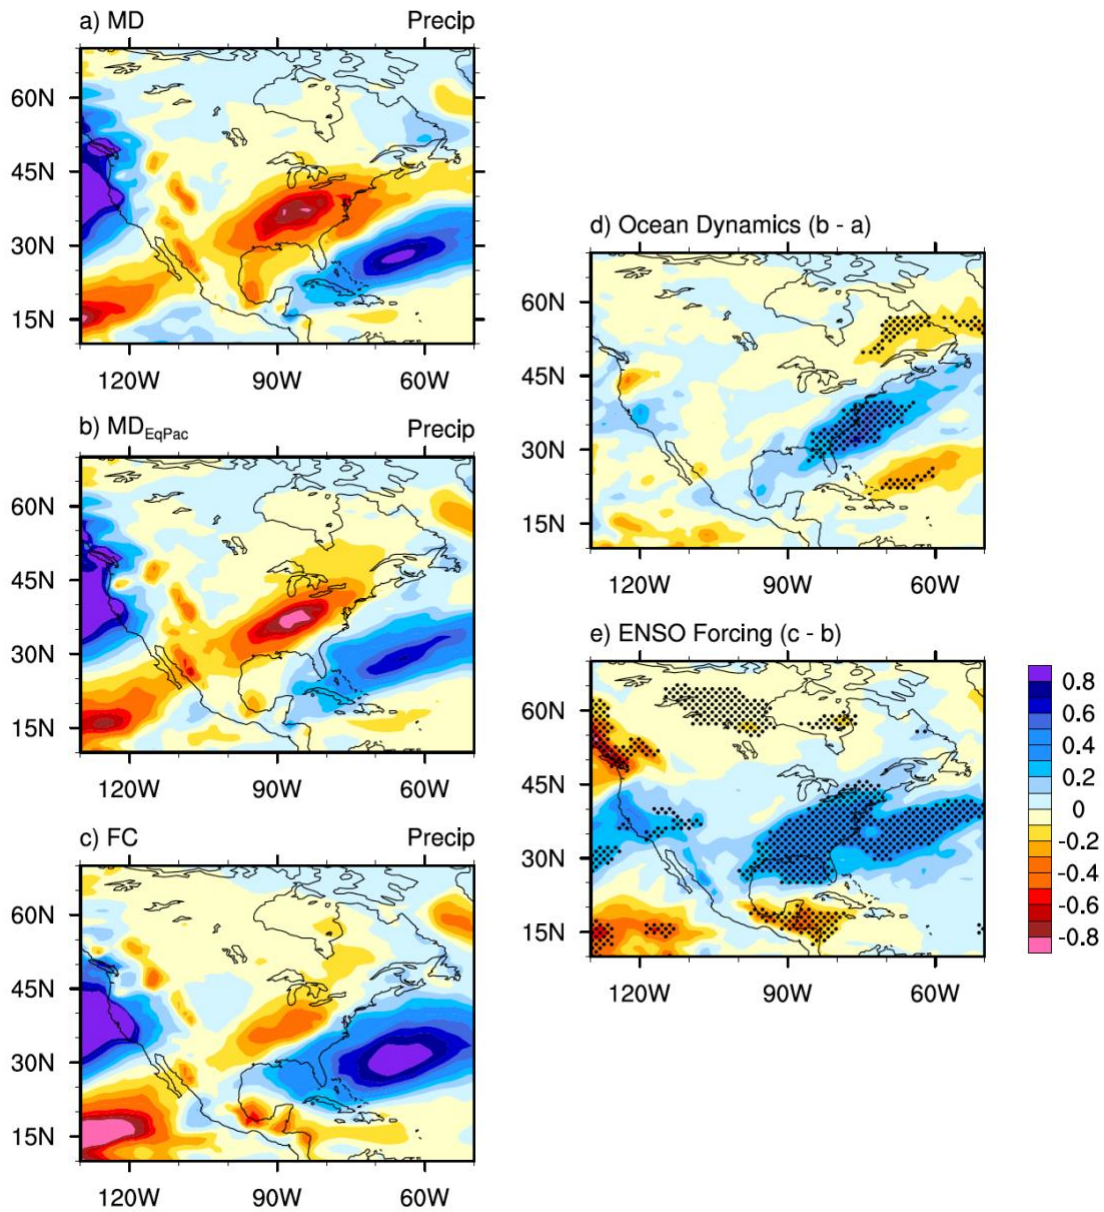 a) MD Precip
60N
45N
30N
15N
120W 90W 60W
b) MDEqPac Precip
60N
45N
30N
15N
120W 90W 60W
c) FC Precip
60N
45N
30N
15N
120W 90W 60W
d) Ocean Dynamics (b - a)
60N
45N
30N
15N
120W 90W 60W
e) ENSO Forcing (c - b)
60N
45N
30N
15N
120W 90W 60W
0.8
0.6
0.4
0.2
0
-0.2
-0.4
-0.6
-0.8